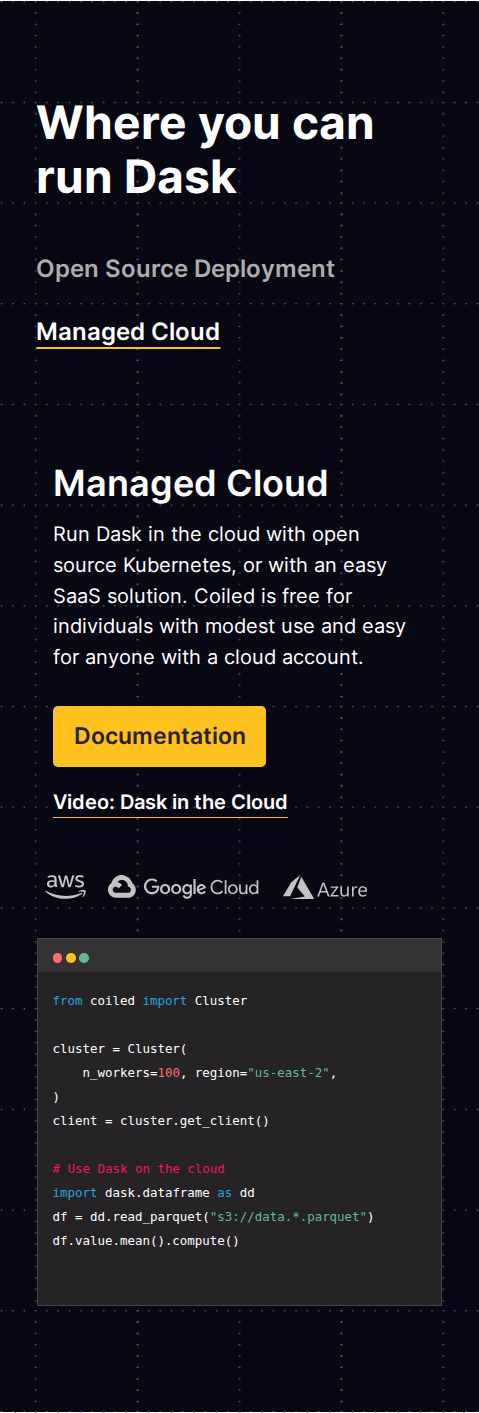 Where you can
run Dask
Open Source Deployment
Managed Cloud
Managed Cloud
Run Dask in the cloud with open
source Kubernetes, or with an easy
SaaS solution. Coiled is free for
individuals with modest use and easy
for anyone with a cloud account.
Documentation
Video: Dask in the Cloud
aws Google Cloud Azure
from coiled import Cluster
cluster = Cluster(
    n_workers=100, region="us-east-2",
)
client = cluster.get_client()
# Use Dask on the cloud
import dask.dataframe as dd
df = dd.read_parquet("s3://data.*.parquet")
df.value.mean().compute()